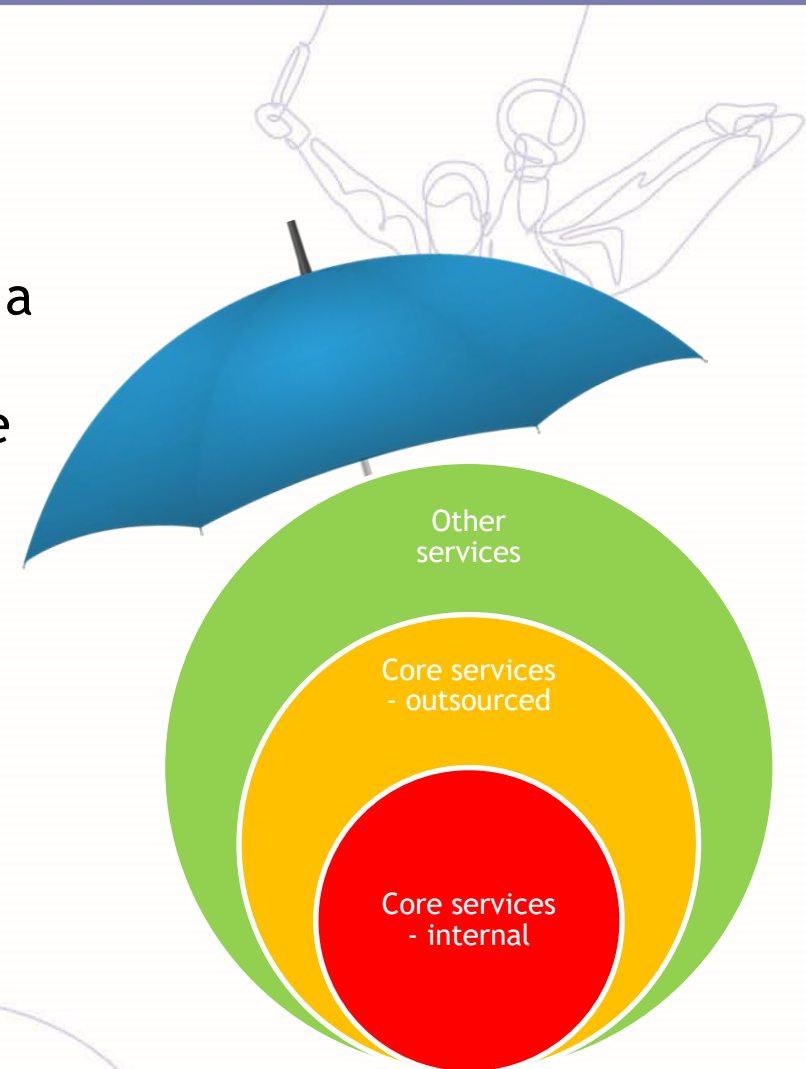 a
e
Other
services
Core services
- outsourced
Core services
- internal